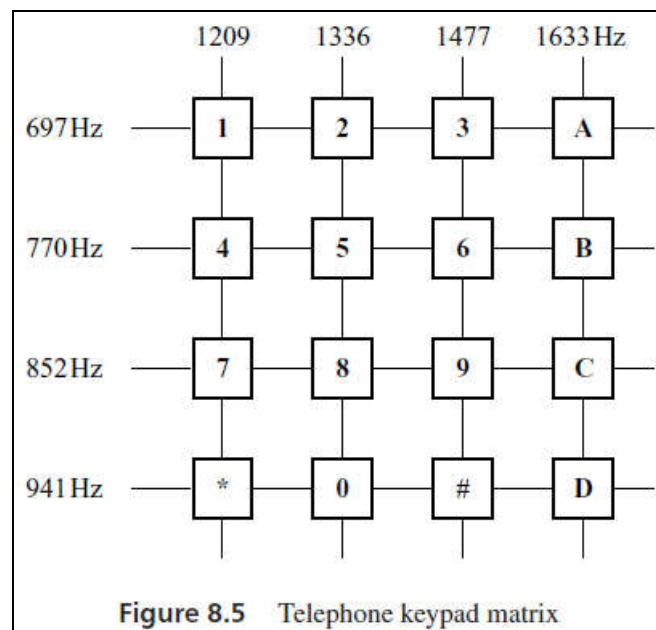 1209 1336 1477 1633 Hz
697 Hz 1 2 3 A
770 Hz 4 5 6 B
852 Hz 7 8 9 C
941 Hz * 0 # D
Figure 8.5 Telephone keypad matrix